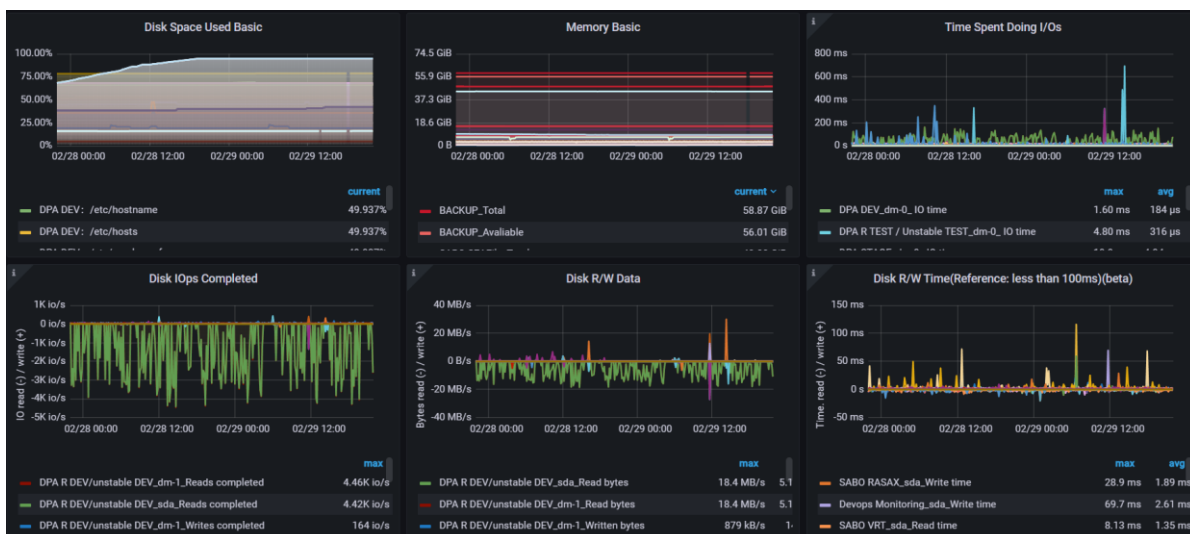 Disk Space Used Basic
100.00%
75.00%
50.00%
25.00%
0%
02/28 00:00 02/28 12:00 02/29 00:00 02/29 12:00
current
DPA DEV: /etc/hostname 49.937%
DPA DEV: /etc/hosts 49.937%
Memory Basic
74.5 GiB
55.9 GiB
37.3 GiB
18.6 GiB
0 B
02/28 00:00 02/28 12:00 02/29 00:00 02/29 12:00
current
BACKUP_Total 58.87 GiB
BACKUP_Avaliable 56.01 GiB
i
Time Spent Doing I/Os
800 ms
600 ms
400 ms
200 ms
0 s
02/28 00:00 02/28 12:00 02/29 00:00 02/29 12:00
max avg
DPA DEV_dm-0_ IO time 1.60 ms 184 µs
DPA R TEST / Unstable TEST_dm-0_ IO time 4.80 ms 316 µs
i
Disk IOps Completed
IO read (-) / write (+)
1K io/s
0 io/s
-1K io/s
-2K io/s
-3K io/s
-4K io/s
-5K io/s
02/28 00:00 02/28 12:00 02/29 00:00 02/29 12:00
max
DPA R DEV/unstable DEV_dm-1_Reads completed 4.46K io/s
DPA R DEV/unstable DEV_sda_Reads completed 4.42K io/s
DPA R DEV/unstable DEV_dm-1_Writes completed 164 io/s
i
Disk R/W Data
Bytes read (-) / write (+)
40 MB/s
20 MB/s
0 B/s
-20 MB/s
-40 MB/s
02/28 00:00 02/28 12:00 02/29 00:00 02/29 12:00
max
DPA R DEV/unstable DEV_sda_Read bytes 18.4 MB/s 5.1
DPA R DEV/unstable DEV_dm-1_Read bytes 18.4 MB/s 5.1
DPA R DEV/unstable DEV_dm-1_Written bytes 879 kB/s
i
Disk R/W Time(Reference: less than 100ms)(beta)
Time. read (-) / write (+)
150 ms
100 ms
50 ms
0 s
-50 ms
02/28 00:00 02/28 12:00 02/29 00:00 02/29 12:00
max avg
SABO RASAX_sda_Write time 28.9 ms 1.89 ms
Devops Monitoring_sda_Write time 69.7 ms 2.61 ms
SABO VRT_sda_Read time 8.13 ms 1.35 ms